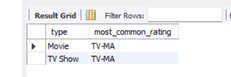 Result Grid Filter Rows:
type most_common_rating
Movie TV-MA
TV Show TV-MA